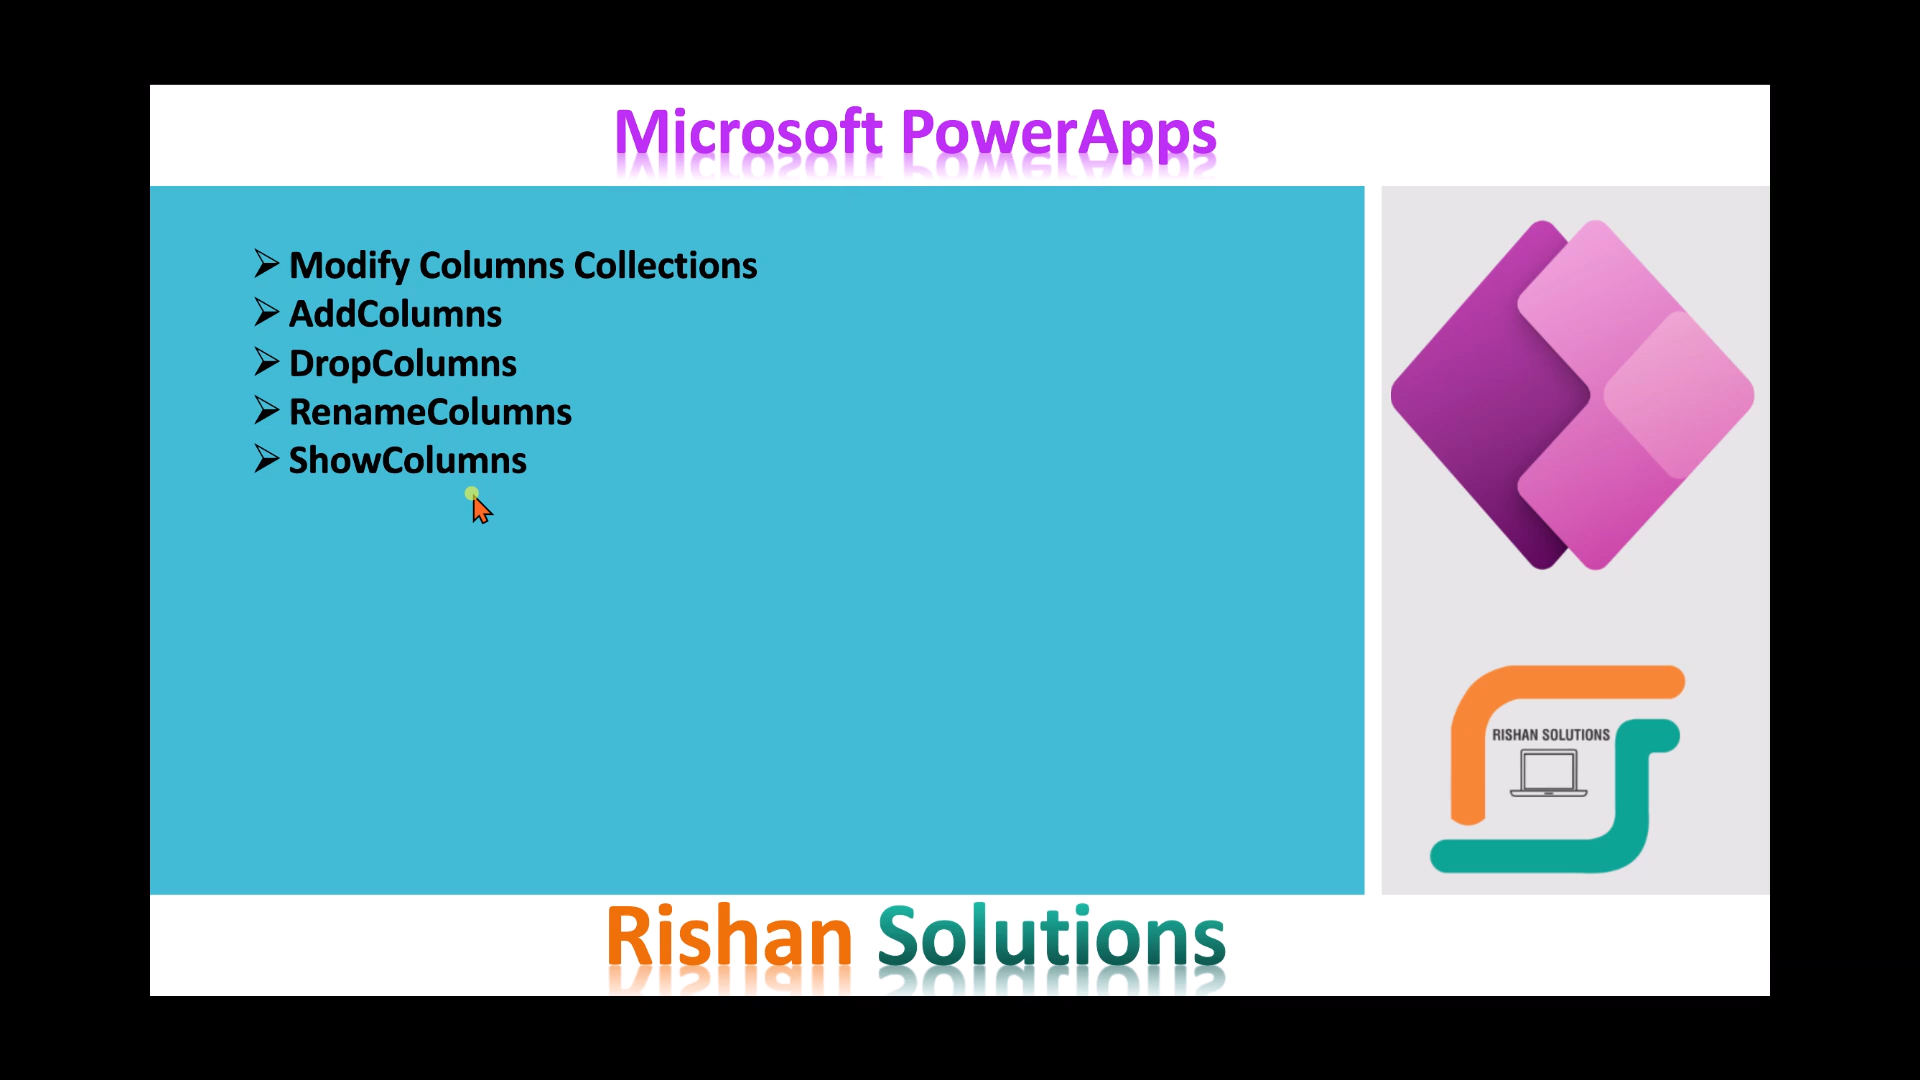 Microsoft PowerApps
➢ Modify Columns Collections
➢ AddColumns
➢ DropColumns
➢ RenameColumns
➢ ShowColumns
RISHAN SOLUTIONS
Rishan Solutions